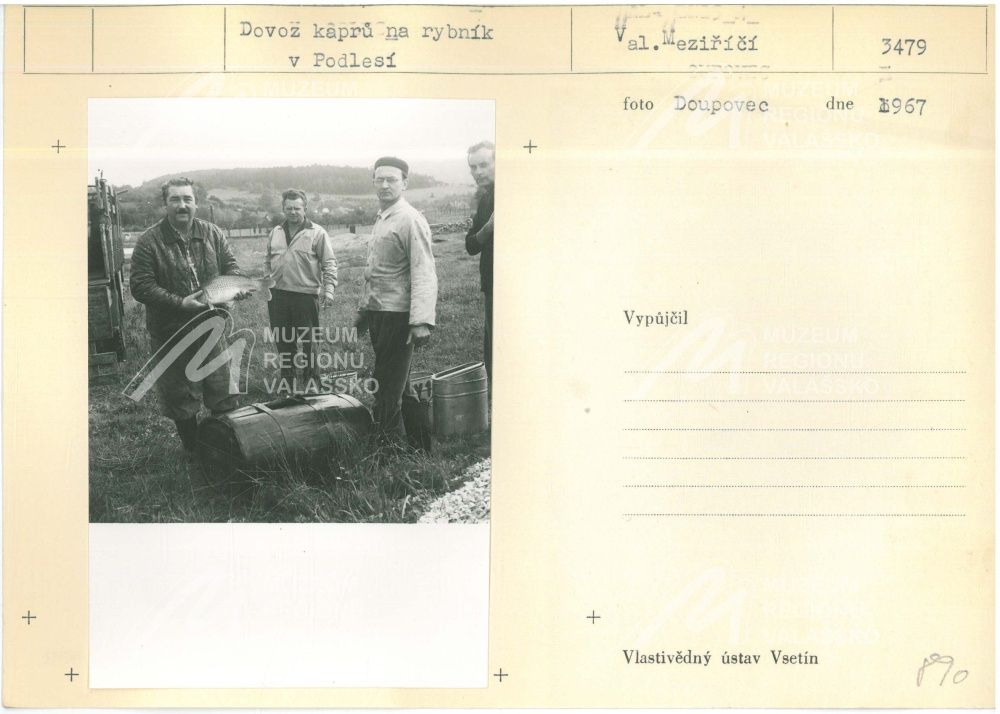 Dovoz kaprů na rybník
v Podlesí
Val.Meziříčí
3479
foto Doupovec dne 1967
MUZEUM
REGIONU
VALAŠSKO
Vypůjčil
Vlastivědný ústav Vsetín
890